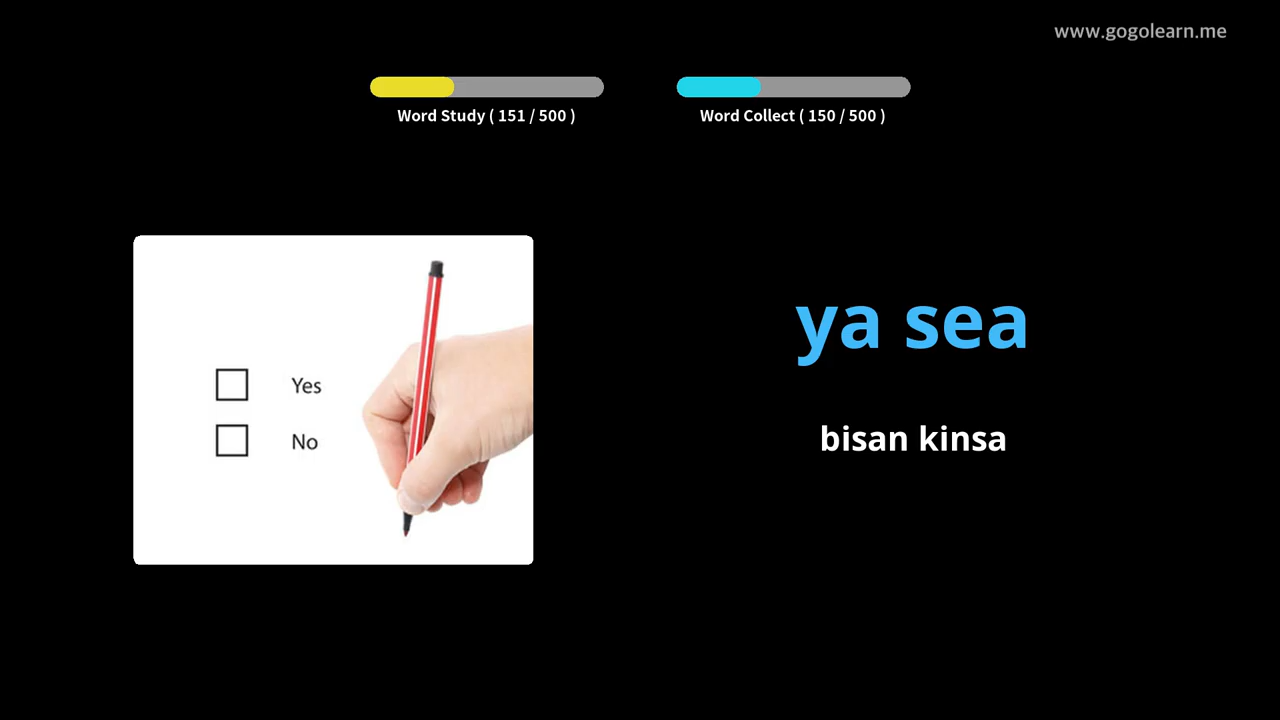 www.gogolearn.me
Word Study ( 151 / 500 )
Word Collect ( 150 / 500 )
Yes
No
ya sea
bisan kinsa